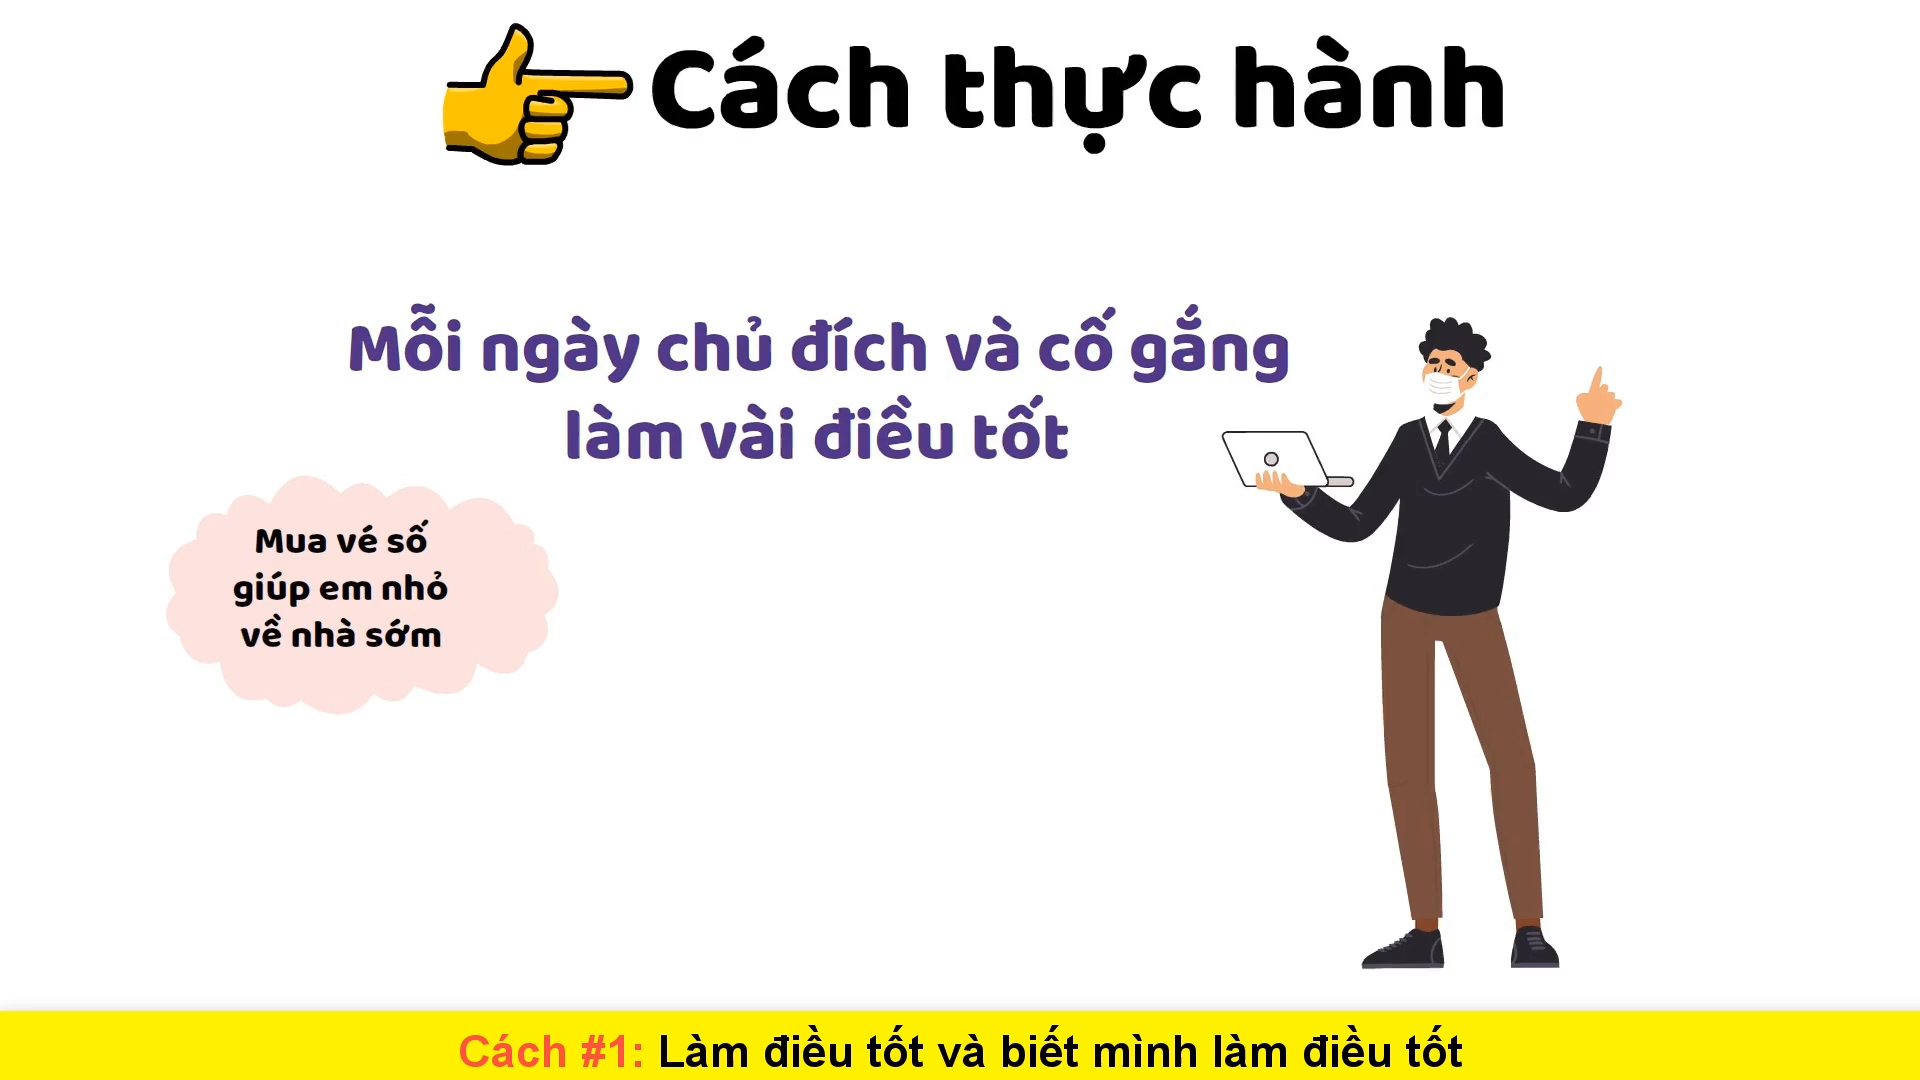 Cách thực hành
Mỗi ngày chủ đích và cố gắng
làm vài điều tốt
Mua vé số
giúp em nhỏ
về nhà sớm
Cách #1: Làm điều tốt và biết mình làm điều tốt